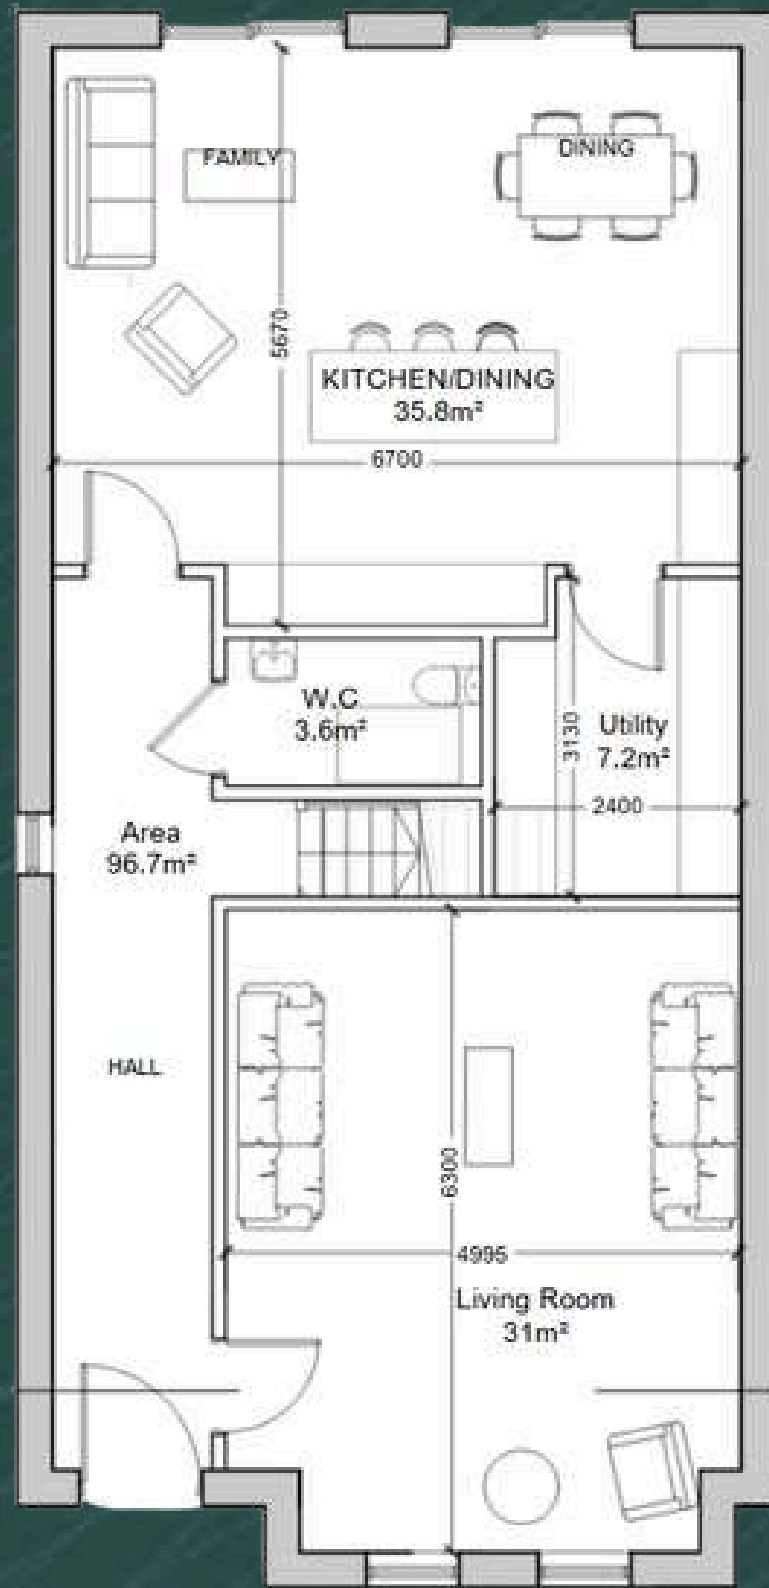 FAMILY
DINING
5670
KITCHEN/DINING
35.8m²
6700
W.C
3.6m²
3130
Utility
7.2m²
2400
Area
96.7m²
HALL
6300
4995
Living Room
31m²